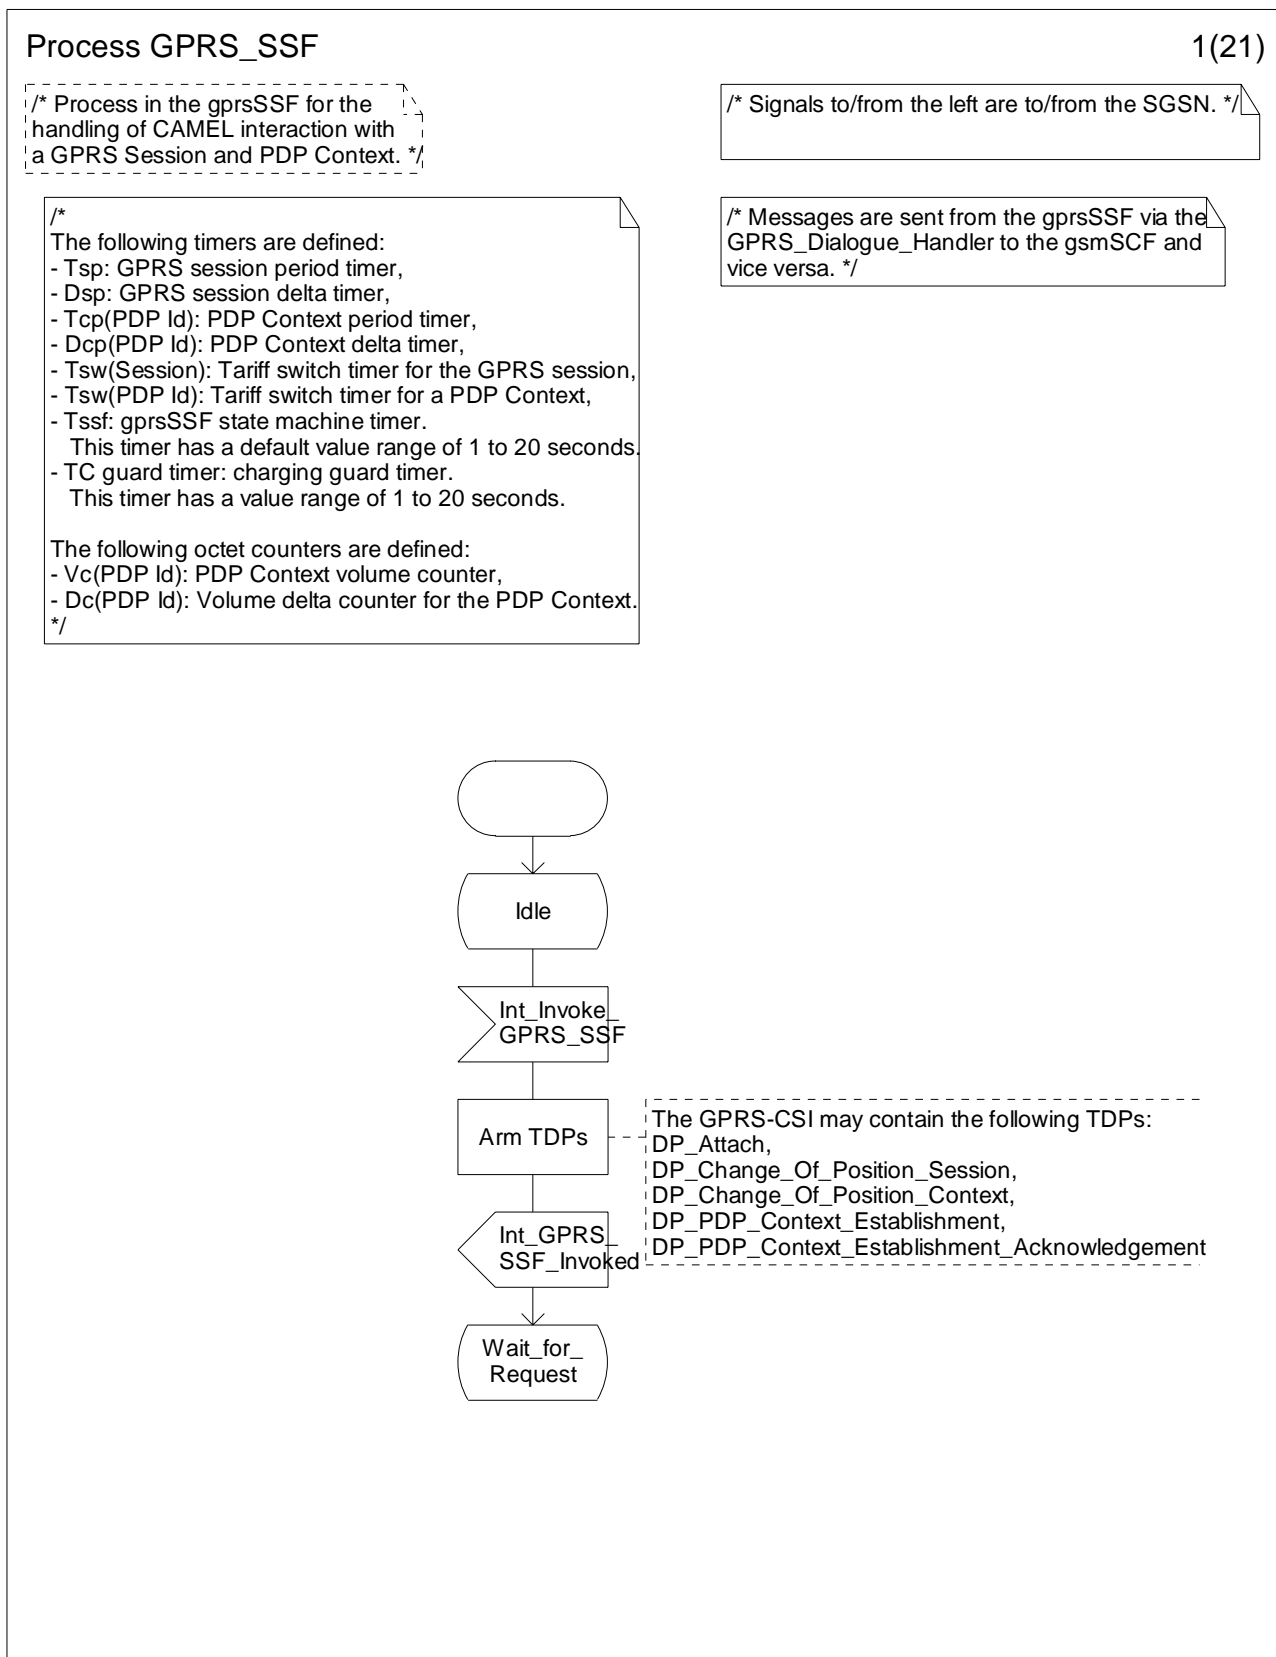 Process GPRS_SSF
1(21)
/* Process in the gprsSSF for the
handling of CAMEL interaction with
a GPRS Session and PDP Context. */
/* Signals to/from the left are to/from the SGSN. */
/*
The following timers are defined:
- Tsp: GPRS session period timer,
- Dsp: GPRS session delta timer,
- Tcp(PDP Id): PDP Context period timer,
- Dcp(PDP Id): PDP Context delta timer,
- Tsw(Session): Tariff switch timer for the GPRS session,
- Tsw(PDP Id): Tariff switch timer for a PDP Context,
- Tssf: gprsSSF state machine timer.
This timer has a default value range of 1 to 20 seconds.
- TC guard timer: charging guard timer.
This timer has a value range of 1 to 20 seconds.
The following octet counters are defined:
- Vc(PDP Id): PDP Context volume counter,
- Dc(PDP Id): Volume delta counter for the PDP Context.
*/
/* Messages are sent from the gprsSSF via the
GPRS_Dialogue_Handler to the gsmSCF and
vice versa. */
Idle
Int_Invoke_
GPRS_SSF
Arm TDPs
The GPRS-CSI may contain the following TDPs:
DP_Attach,
DP_Change_Of_Position_Session,
DP_Change_Of_Position_Context,
DP_PDP_Context_Establishment,
DP_PDP_Context_Establishment_Acknowledgement
Int_GPRS_
SSF_Invoked
Wait_for_
Request